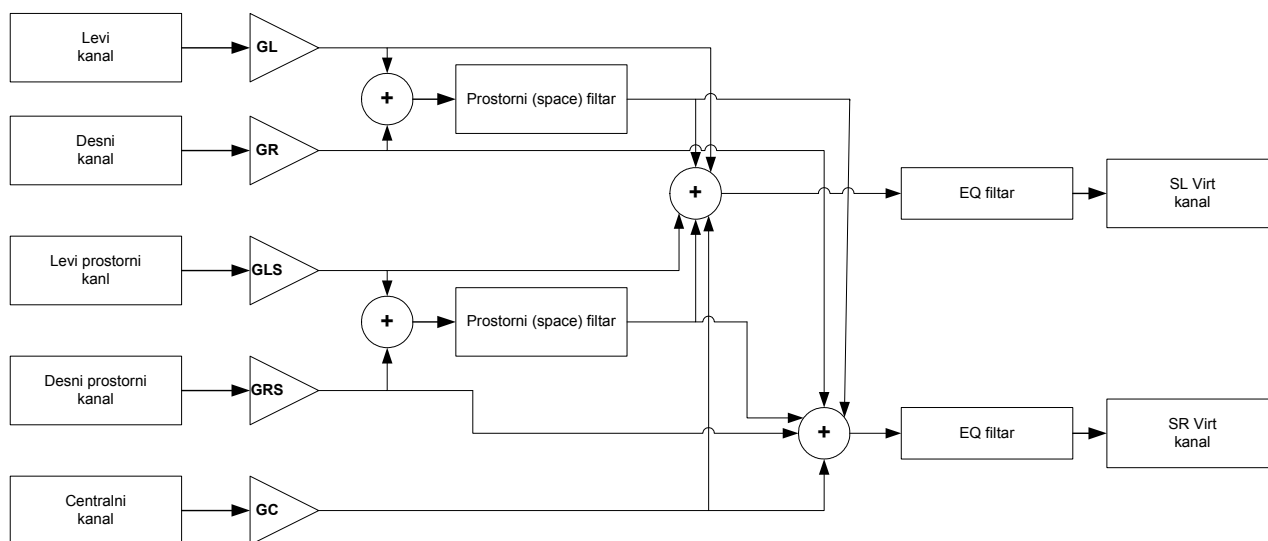 Levi
kanal
GL
+
Prostorni (space) filtar
Desni
kanal
GR
+
EQ filtar
SL Virt
kanal
Levi prostorni
kanl
GLS
+
Prostorni (space) filtar
Desni prostorni
kanal
GRS
+
EQ filtar
SR Virt
kanal
Centralni
kanal
GC